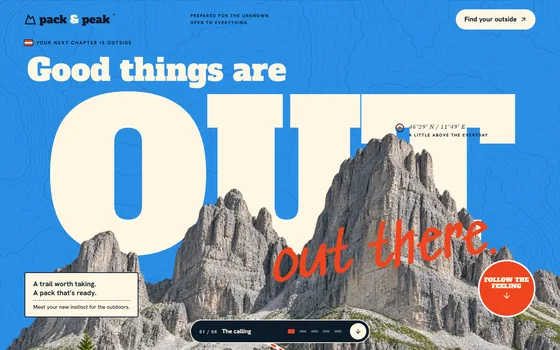 pack & peak
PREPARED FOR THE UNKNOWN.
OPEN TO EVERYTHING.
Find your outside
YOUR NEXT CHAPTER IS OUTSIDE
Good things are
OUT
46°29' N / 11°49' E
A LITTLE ABOVE THE EVERYDAY
out there.
A trail worth taking.
A pack that's ready.
Meet your new instinct for the outdoors.
FOLLOW THE
FEELING
01 / 06 The calling